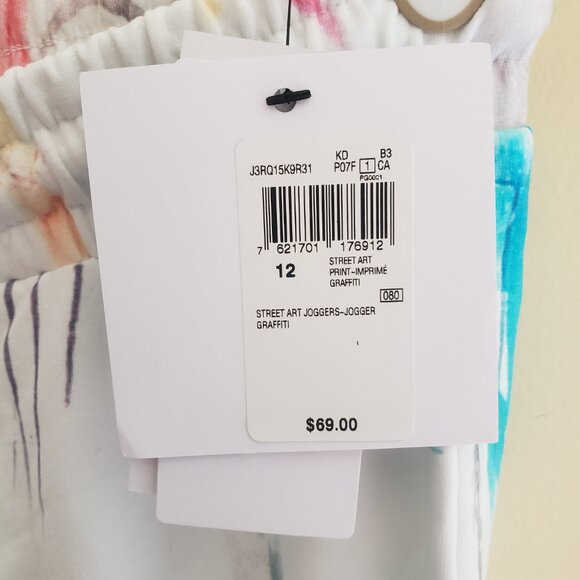 KD B3
J3RQ15K9R31 P07F 1 CA
PG0001
7 621701 176912
12
STREET ART
PRINT~IMPRIMÉ
GRAFFITI
080
STREET ART JOGGERS~JOGGER
GRAFFITI
$69.00